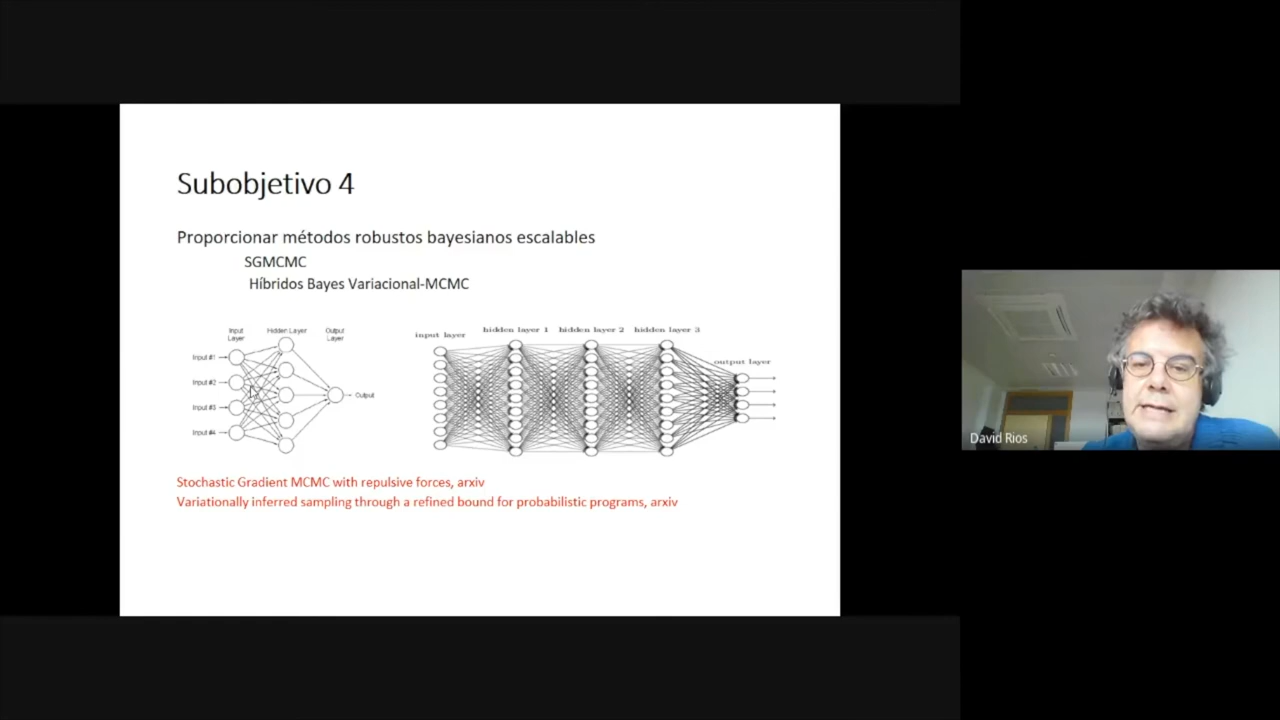 Subobjetivo 4
Proporcionar métodos robustos bayesianos escalables
SGMCMC
Híbridos Bayes Variacional-MCMC
Input Layer
Hidden Layer
Output Layer
Input #1
Input #2
Input #3
Input #4
Output
input layer
hidden layer 1
hidden layer 2
hidden layer 3
output layer
Stochastic Gradient MCMC with repulsive forces, arxiv
Variationally inferred sampling through a refined bound for probabilistic programs, arxiv
David Rios